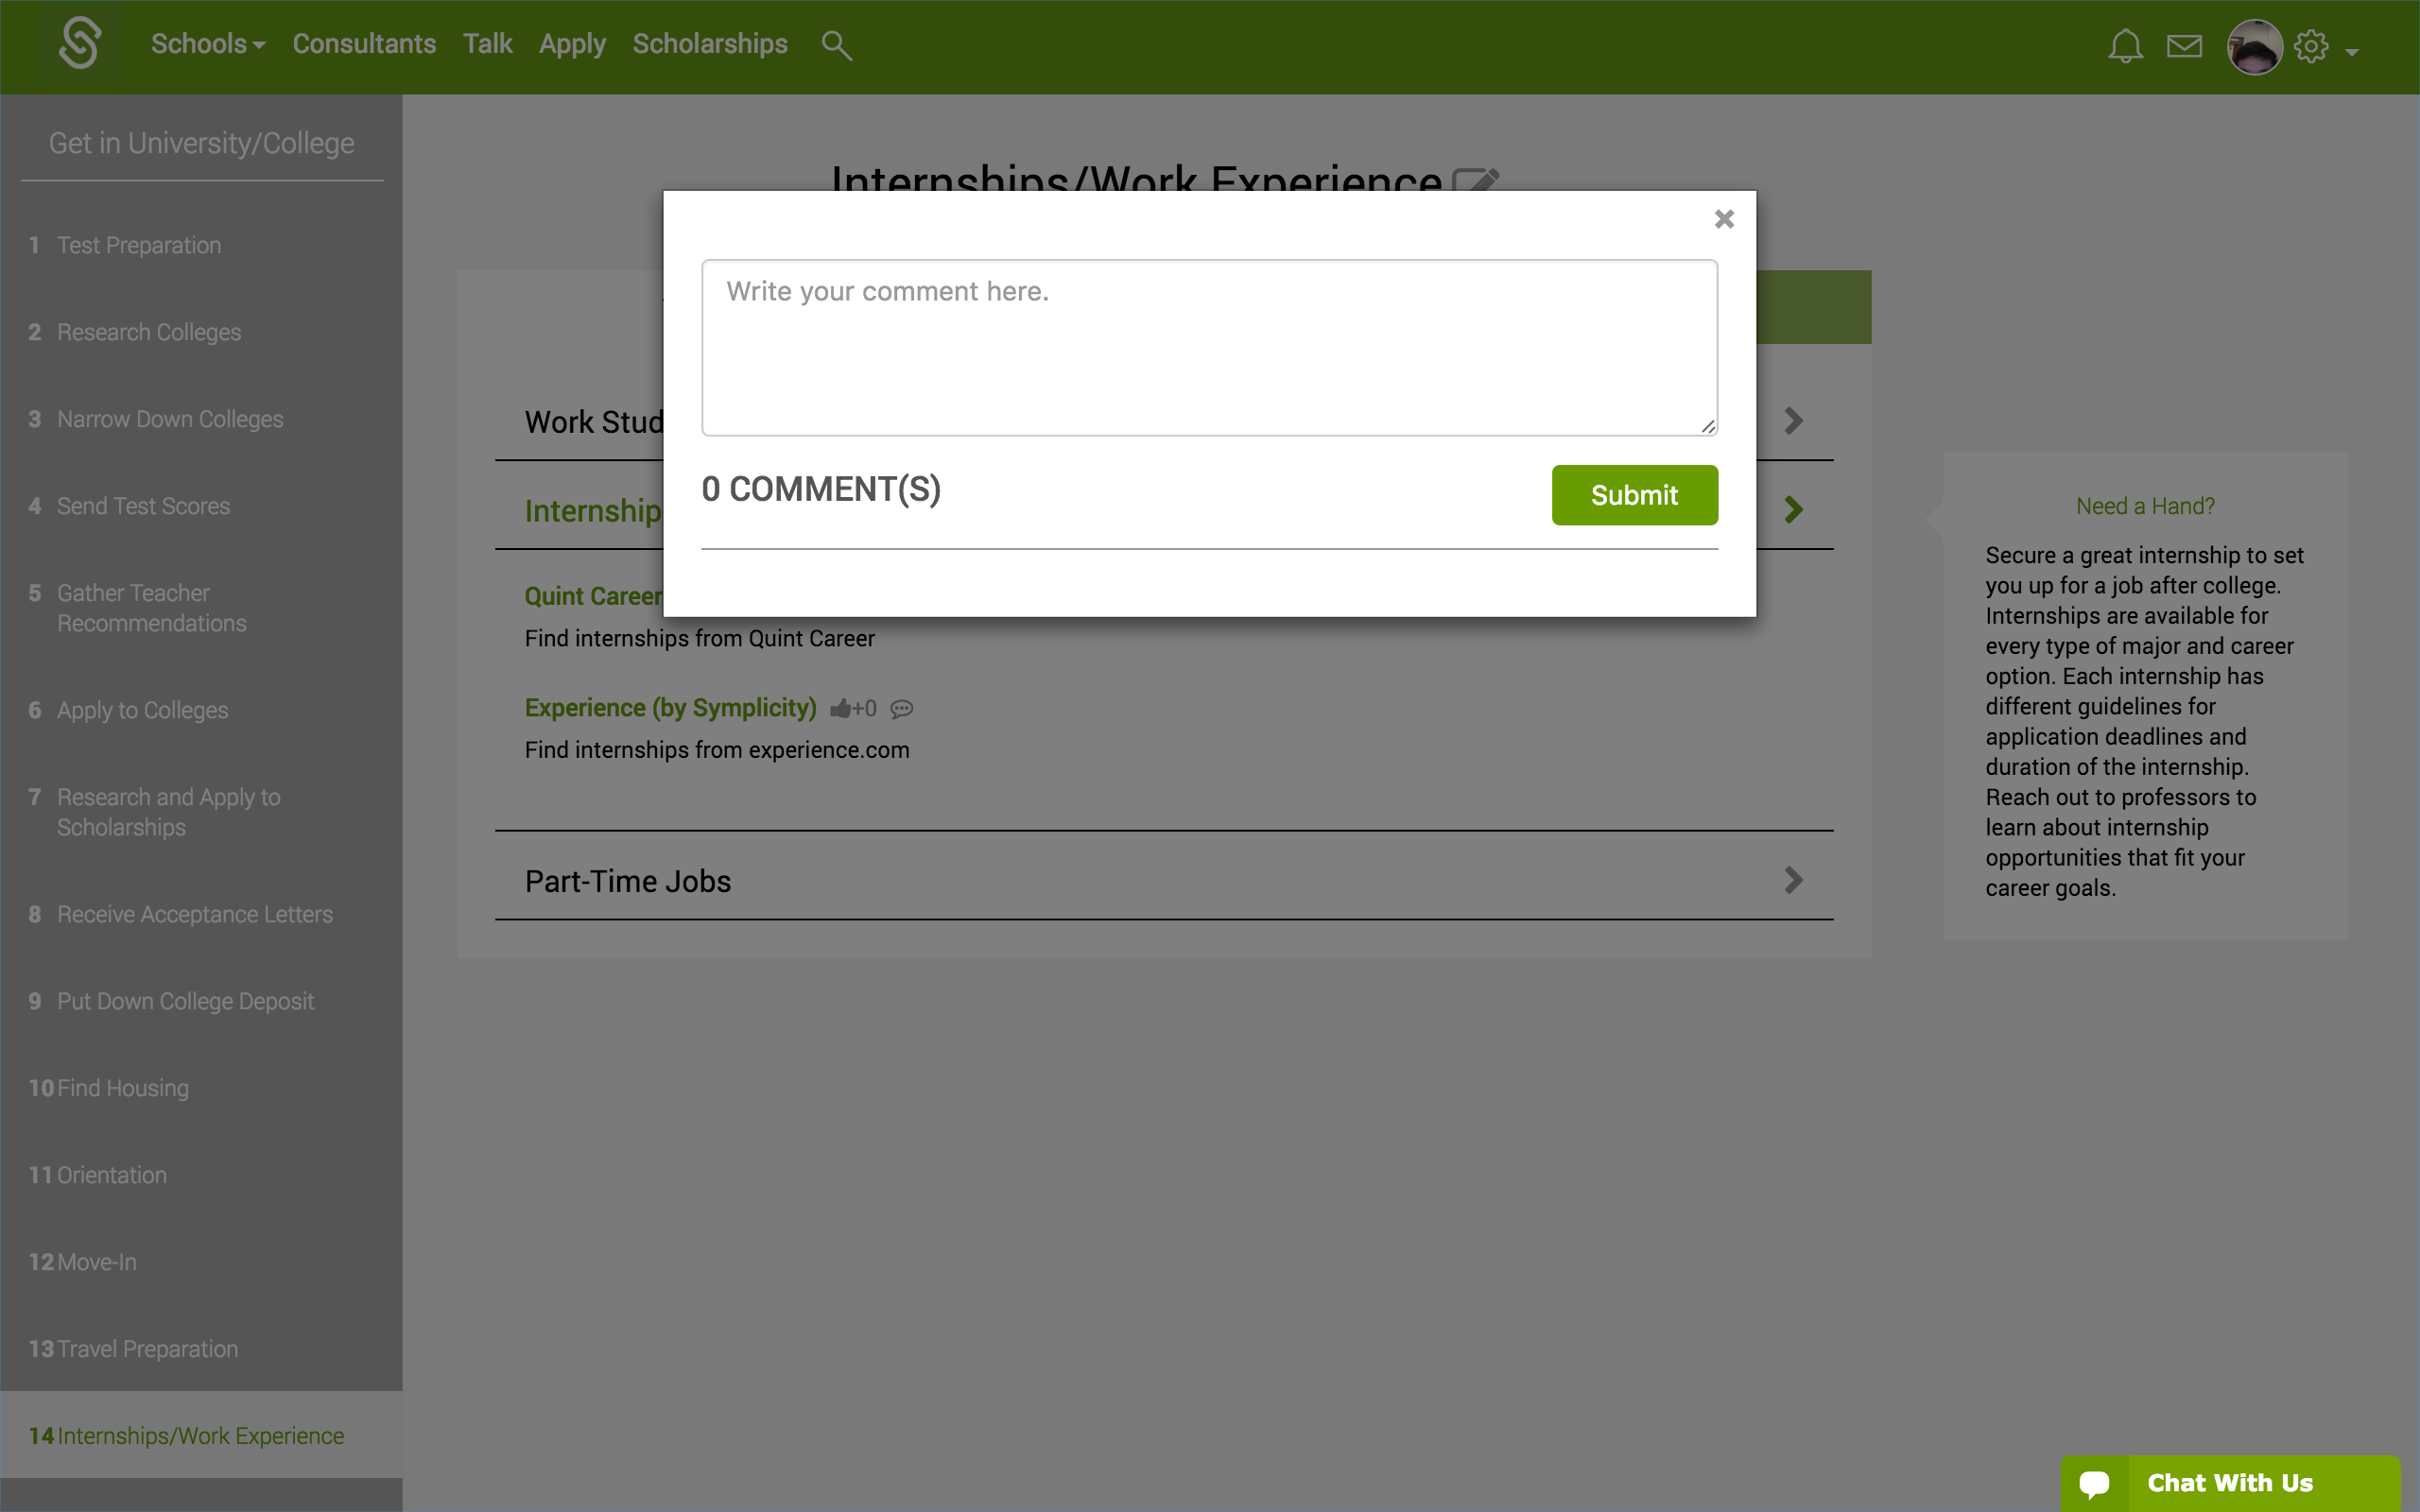 Schools Consultants Talk Apply Scholarships
Get in University/College
1 Test Preparation
2 Research Colleges
3 Narrow Down Colleges
4 Send Test Scores
5 Gather Teacher
Recommendations
6 Apply to Colleges
7 Research and Apply to
Scholarships
8 Receive Acceptance Letters
9 Put Down College Deposit
10 Find Housing
11 Orientation
12 Move-In
13 Travel Preparation
14 Internships/Work Experience
Internships/Work Experience
Write your comment here.
0 COMMENT(S)
Submit
Work Stud
Internship
Quint Career
Find internships from Quint Career
Experience (by Symplicity) +0
Find internships from experience.com
Part-Time Jobs
Need a Hand?
Secure a great internship to set
you up for a job after college.
Internships are available for
every type of major and career
option. Each internship has
different guidelines for
application deadlines and
duration of the internship.
Reach out to professors to
learn about internship
opportunities that fit your
career goals.
Chat With Us